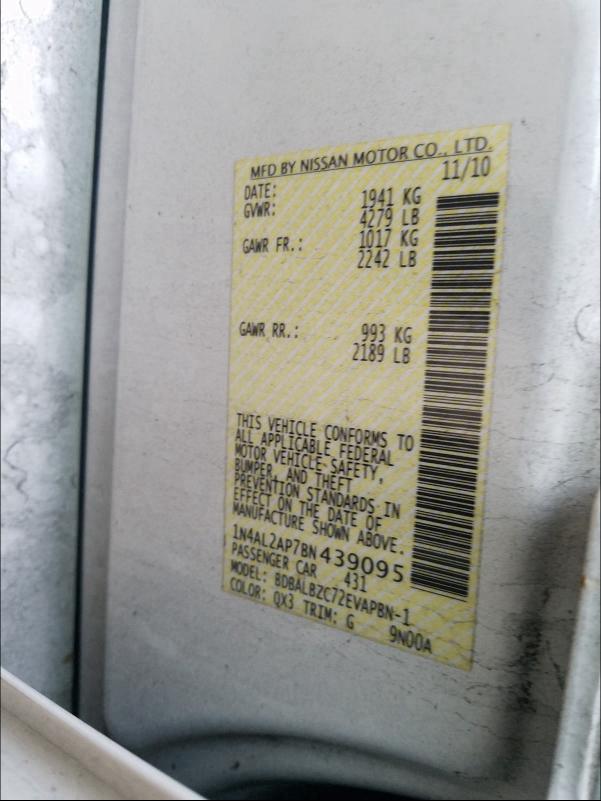 MFD BY NISSAN MOTOR CO., LTD.
DATE: 11/10
GVWR: 1941 KG
4279 LB
GAWR FR.: 1017 KG
2242 LB
GAWR RR.: 993 KG
2189 LB
THIS VEHICLE CONFORMS TO
ALL APPLICABLE FEDERAL
MOTOR VEHICLE SAFETY,
BUMPER, AND THEFT
PREVENTION STANDARDS IN
EFFECT ON THE DATE OF
MANUFACTURE SHOWN ABOVE.
1N4AL2AP7BN439095
PASSENGER CAR 431
MODEL: BDBALBZC72EVAPBN-1
COLOR: QX3 TRIM: G 9N00A